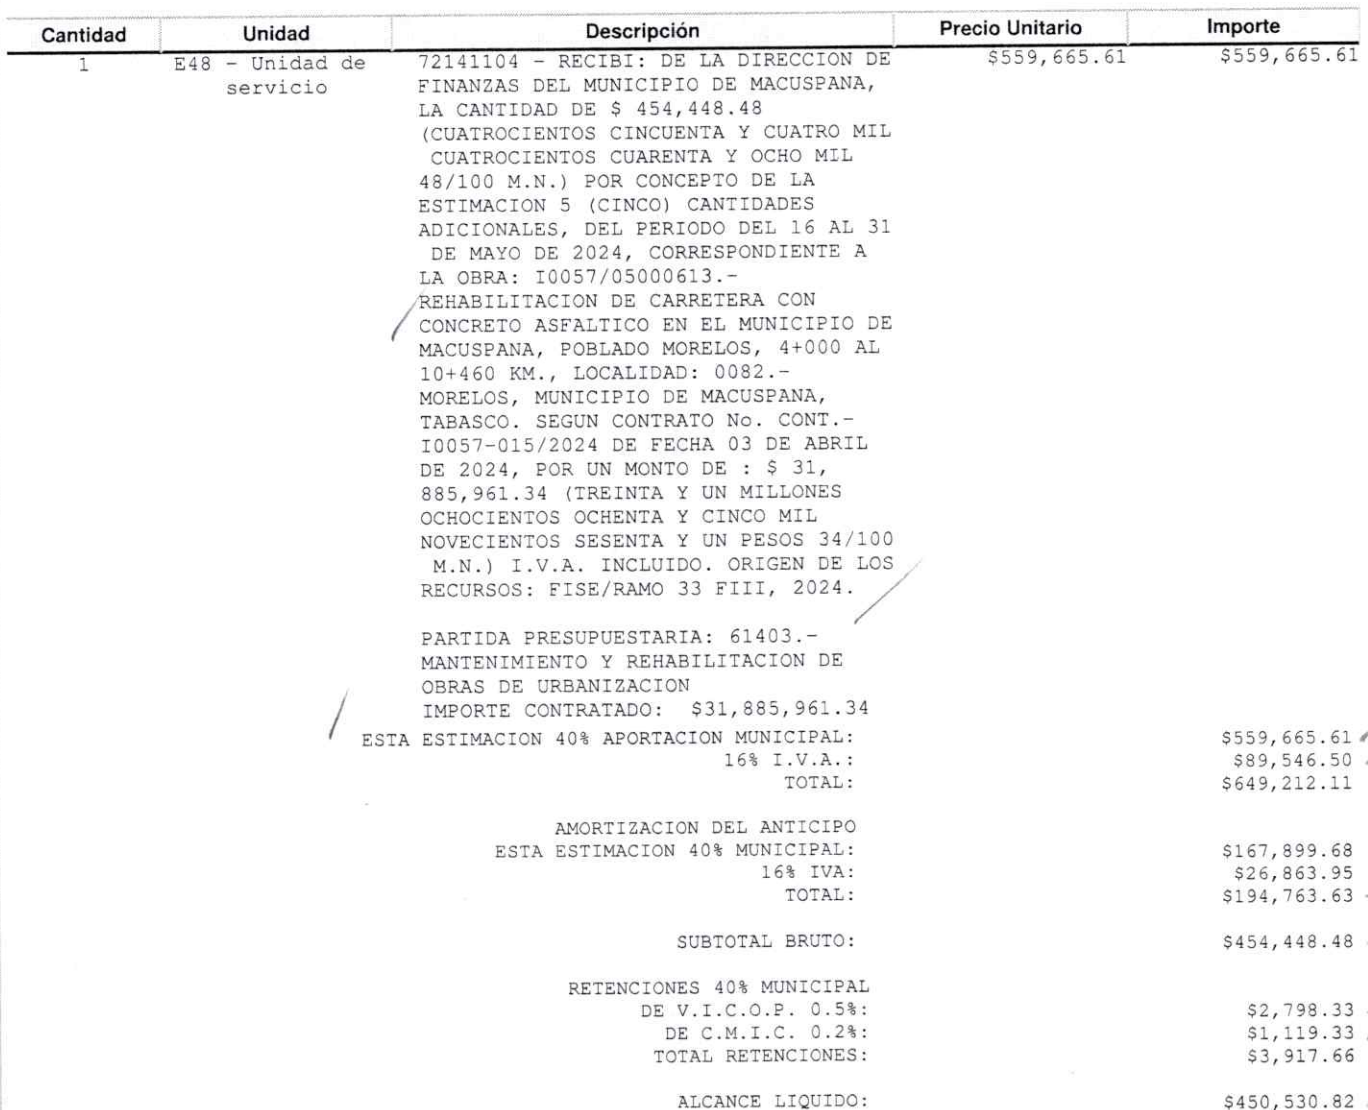 Cantidad Unidad Descripción Precio Unitario Importe
1 E48 - Unidad de 72141104 - RECIBI: DE LA DIRECCION DE $559,665.61 $559,665.61
servicio FINANZAS DEL MUNICIPIO DE MACUSPANA,
LA CANTIDAD DE $ 454,448.48
(CUATROCIENTOS CINCUENTA Y CUATRO MIL
CUATROCIENTOS CUARENTA Y OCHO MIL
48/100 M.N.) POR CONCEPTO DE LA
ESTIMACION 5 (CINCO) CANTIDADES
ADICIONALES, DEL PERIODO DEL 16 AL 31
DE MAYO DE 2024, CORRESPONDIENTE A
LA OBRA: I0057/05000613.-
REHABILITACION DE CARRETERA CON
CONCRETO ASFALTICO EN EL MUNICIPIO DE
MACUSPANA, POBLADO MORELOS, 4+000 AL
10+460 KM., LOCALIDAD: 0082.-
MORELOS, MUNICIPIO DE MACUSPANA,
TABASCO. SEGUN CONTRATO No. CONT.-
I0057-015/2024 DE FECHA 03 DE ABRIL
DE 2024, POR UN MONTO DE : $ 31,
885,961.34 (TREINTA Y UN MILLONES
OCHOCIENTOS OCHENTA Y CINCO MIL
NOVECIENTOS SESENTA Y UN PESOS 34/100
M.N.) I.V.A. INCLUIDO. ORIGEN DE LOS
RECURSOS: FISE/RAMO 33 FIII, 2024.
PARTIDA PRESUPUESTARIA: 61403.-
MANTENIMIENTO Y REHABILITACION DE
OBRAS DE URBANIZACION
IMPORTE CONTRATADO: $31,885,961.34
ESTA ESTIMACION 40% APORTACION MUNICIPAL: $559,665.61
16% I.V.A.: $89,546.50
TOTAL: $649,212.11
AMORTIZACION DEL ANTICIPO
ESTA ESTIMACION 40% MUNICIPAL: $167,899.68
16% IVA: $26,863.95
TOTAL: $194,763.63
SUBTOTAL BRUTO: $454,448.48
RETENCIONES 40% MUNICIPAL
DE V.I.C.O.P. 0.5%: $2,798.33
DE C.M.I.C. 0.2%: $1,119.33
TOTAL RETENCIONES: $3,917.66
ALCANCE LIQUIDO: $450,530.82